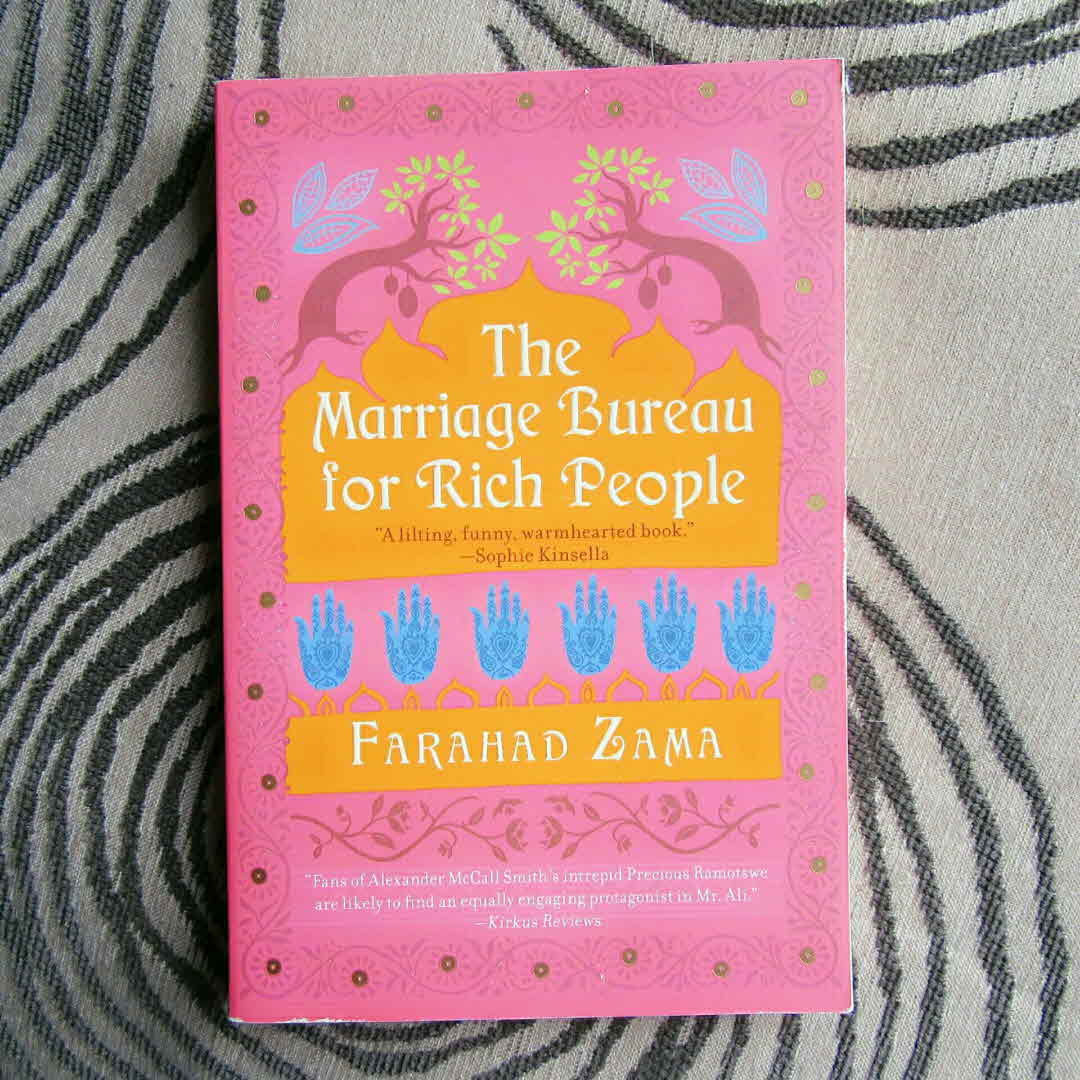 The
Marriage Bureau
for Rich People
"A lilting, funny, warmhearted book."
—Sophie Kinsella
FARAHAD ZAMA
"Fans of Alexander McCall Smith's intrepid Precious Ramotswe
are likely to find an equally engaging protagonist in Mr. Ali."
—Kirkus Reviews